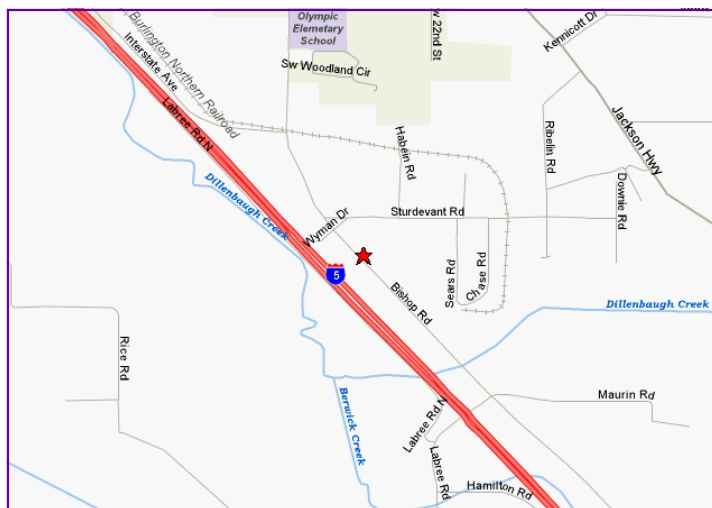 Olympic
Elemetary
School
Sw 22nd St
Kennicott Dr
Burlington Northern Railroad
Interstate Ave
Sw Woodland Cir
Labree Rd N
Jackson Hwy
Habein Rd
Ribelin Rd
Dillenbaugh Creek
Downie Rd
Wyman Dr
Sturdevant Rd
5
Sears Rd
Chase Rd
Bishop Rd
Dillenbaugh Creek
Rice Rd
Berwick Creek
Labree Rd N
Maurin Rd
Labree Rd
Hamilton Rd